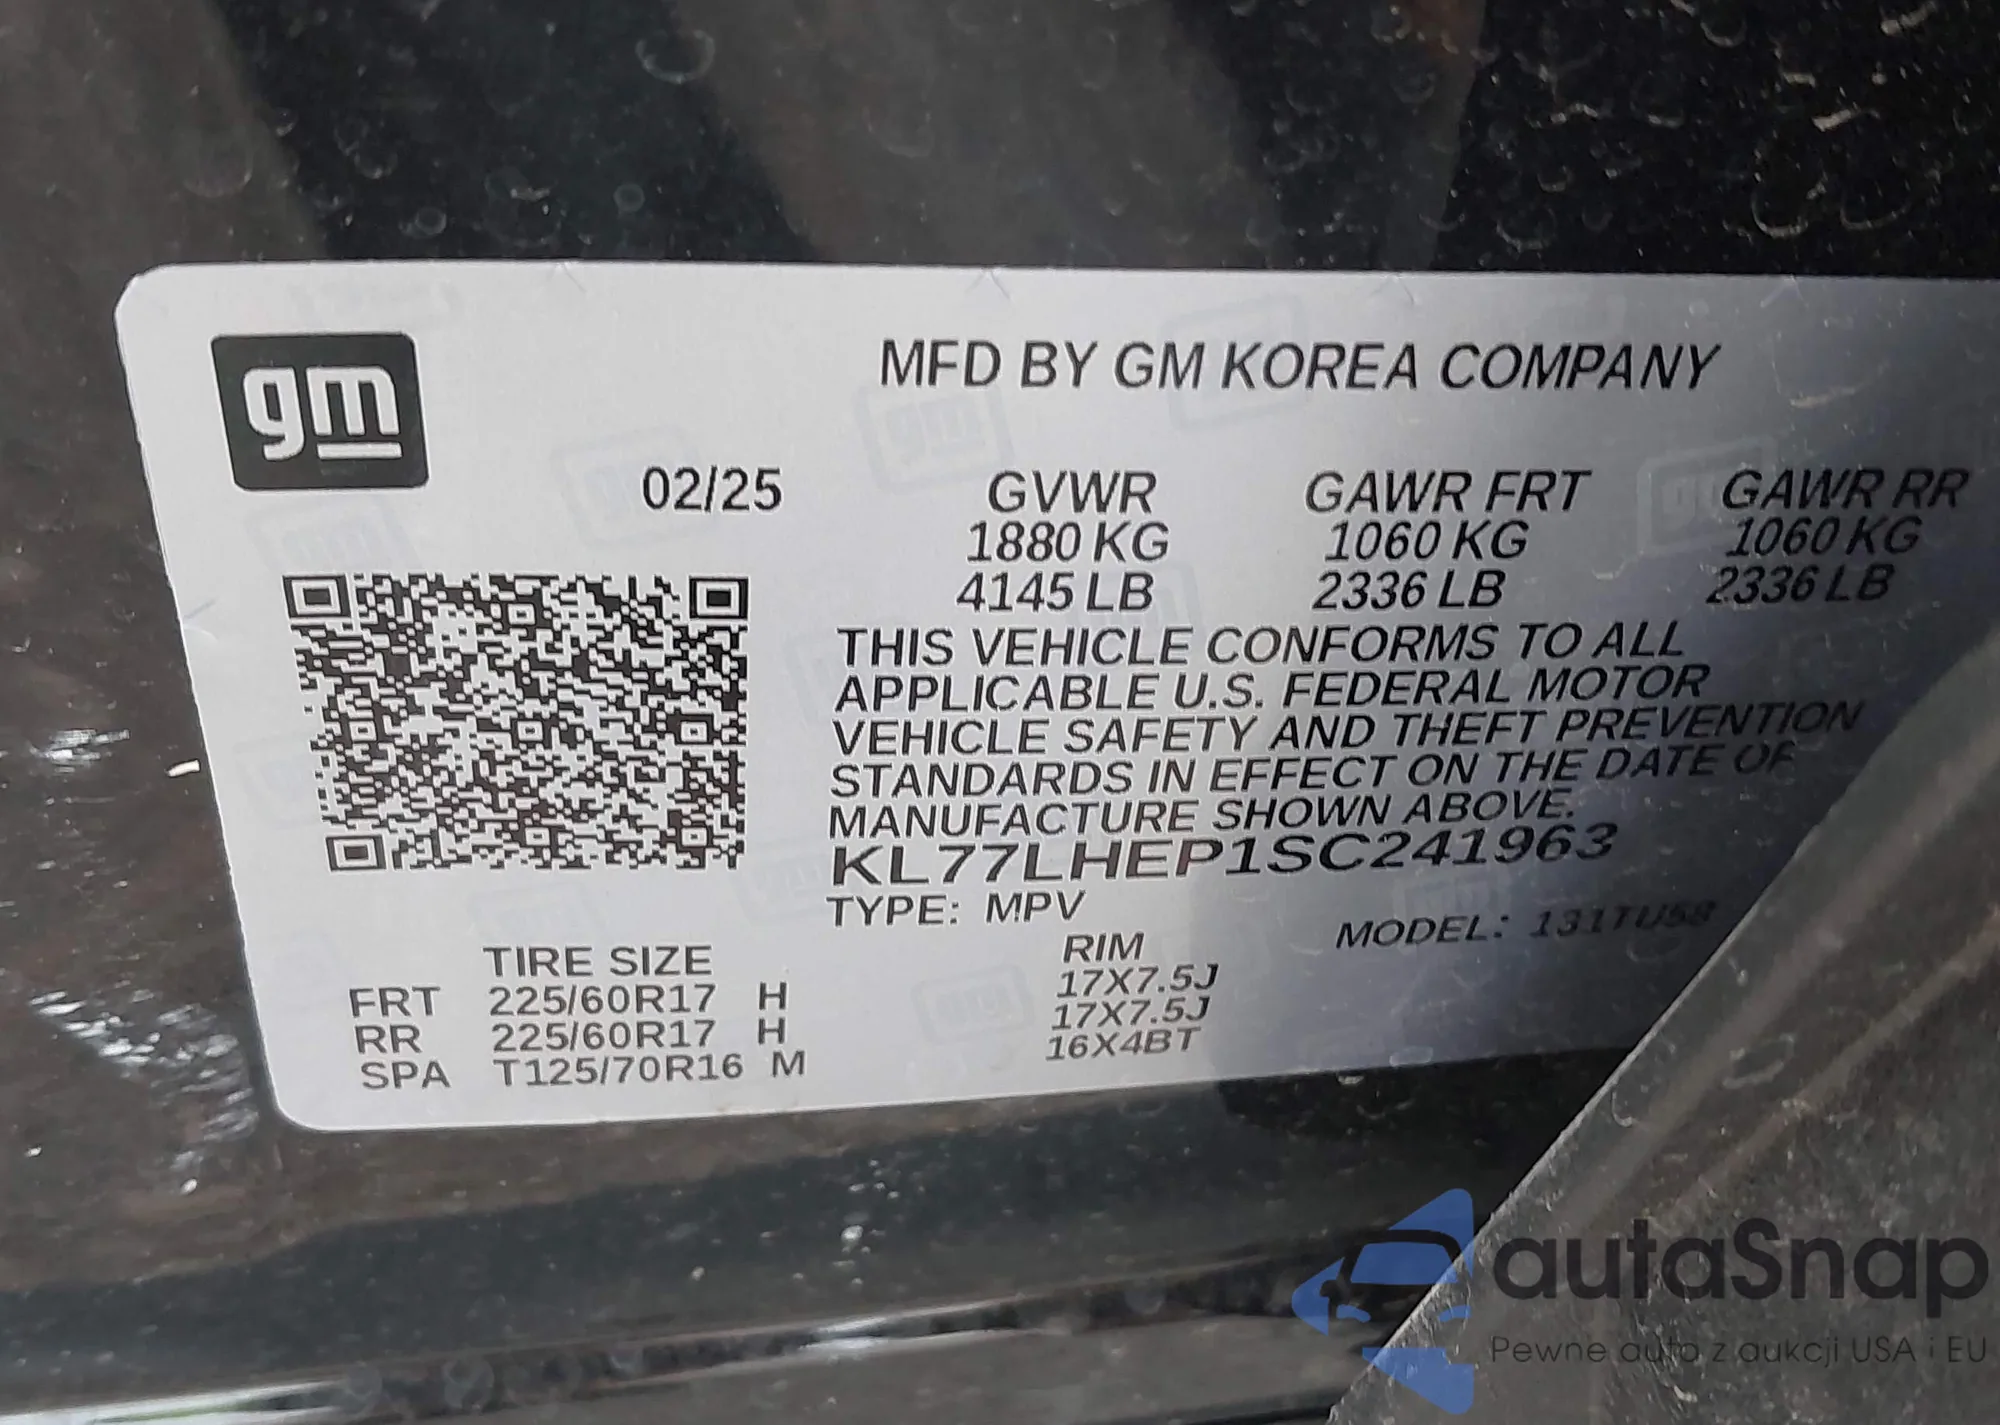 gm
MFD BY GM KOREA COMPANY
02/25 GVWR GAWR FRT GAWR RR
1880 KG 1060 KG 1060 KG
4145 LB 2336 LB 2336 LB
THIS VEHICLE CONFORMS TO ALL
APPLICABLE U.S. FEDERAL MOTOR
VEHICLE SAFETY AND THEFT PREVENTION
STANDARDS IN EFFECT ON THE DATE OF
MANUFACTURE SHOWN ABOVE.
KL77LHEP1SC241963
TYPE: MPV MODEL: 131TU58
TIRE SIZE RIM
FRT 225/60R17 H 17X7.5J
RR 225/60R17 H 17X7.5J
SPA T125/70R16 M 16X4BT
autaSnap
Pewne auto z aukcji USA i EU